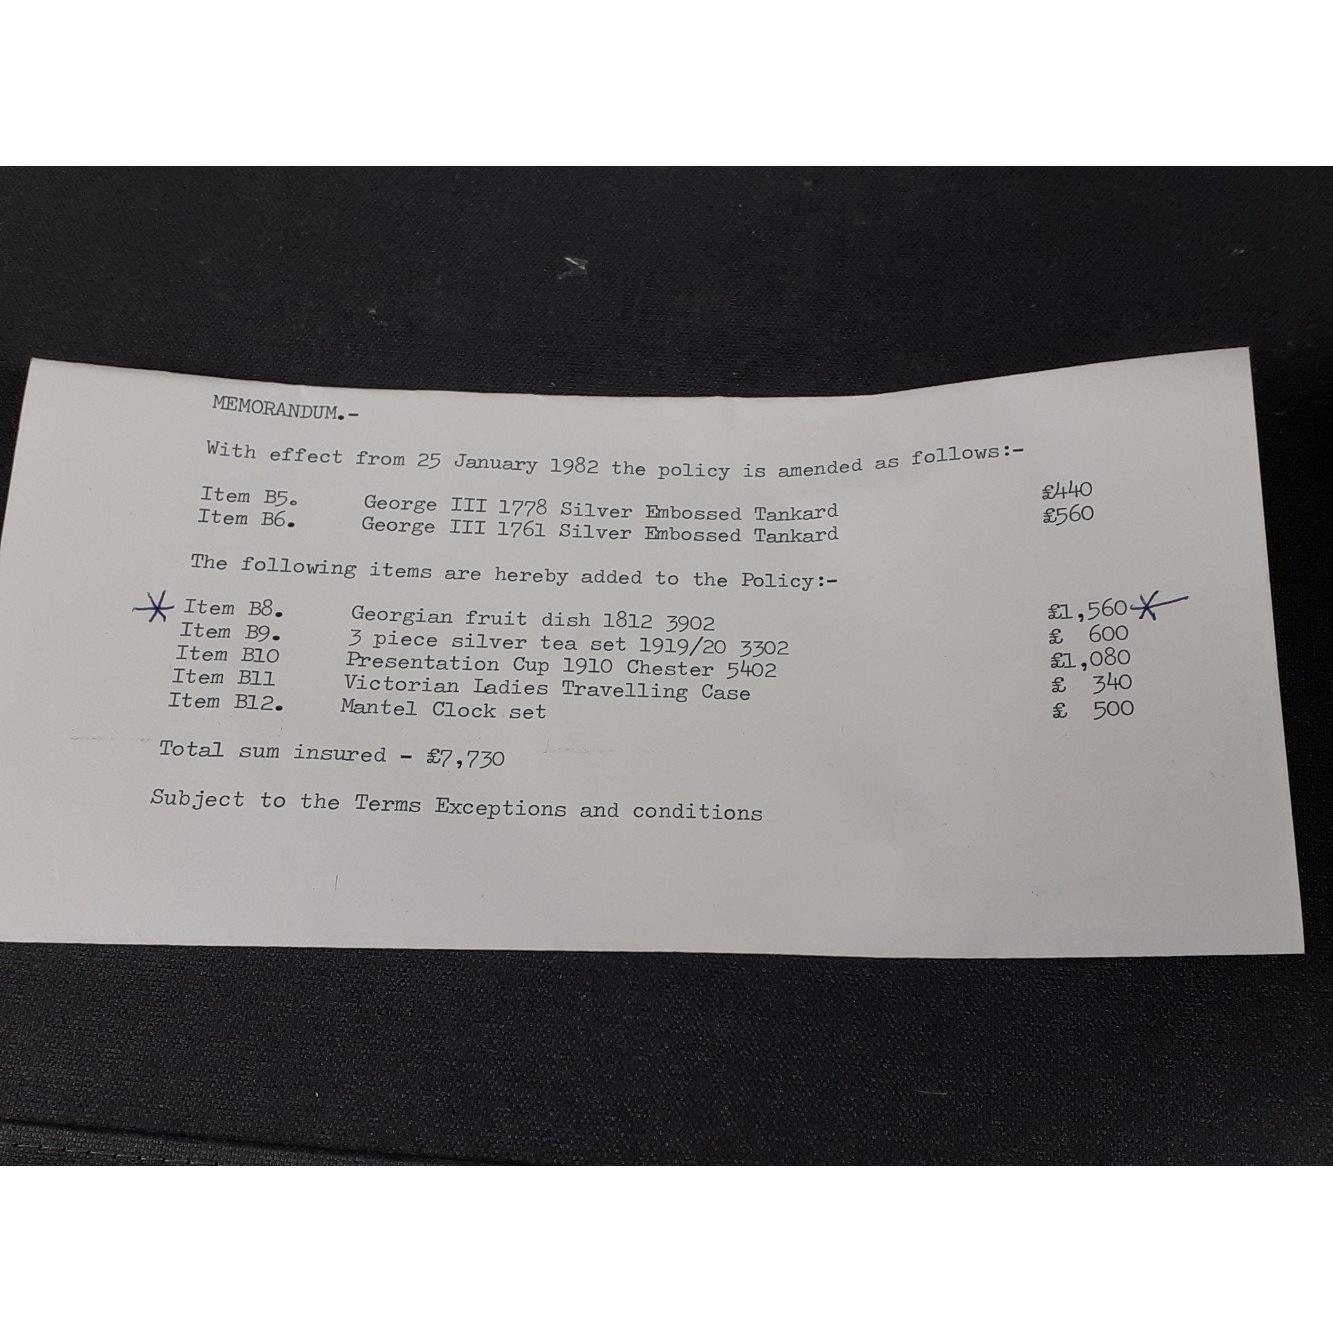 MEMORANDUM.-
With effect from 25 January 1982 the policy is amended as follows:-
Item B5. George III 1778 Silver Embossed Tankard £440
Item B6. George III 1761 Silver Embossed Tankard £560
The following items are hereby added to the Policy:-
* Item B8. Georgian fruit dish 1812 3902 £1,560 *
Item B9. 3 piece silver tea set 1919/20 3302 £ 600
Item B10 Presentation Cup 1910 Chester 5402 £1,080
Item B11 Victorian Ladies Travelling Case £ 340
Item B12. Mantel Clock set £ 500
Total sum insured - £7,730
Subject to the Terms Exceptions and conditions